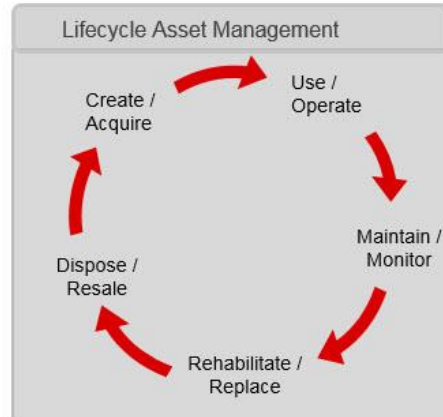 Lifecycle Asset Management
Create /
Acquire
Use /
Operate
Maintain /
Monitor
Rehabilitate /
Replace
Dispose /
Resale